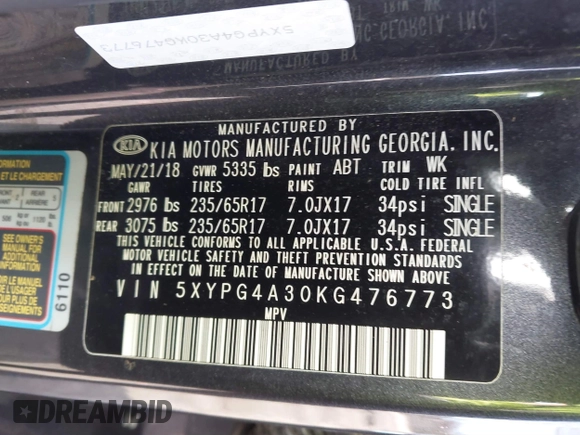 5XYPG4A30KG476773
MANUFACTURED BY
KIA
KIA MOTORS MANUFACTURING GEORGIA. INC.
MAY/21/18 GVWR 5335 lbs PAINT ABT TRIM WK
GAWR TIRES RIMS COLD TIRE INFL
FRONT 2976 lbs 235/65R17 7.0JX17 34psi SINGLE
REAR 3075 lbs 235/65R17 7.0JX17 34psi SINGLE
THIS VEHICLE CONFORMS TO ALL APPLICABLE U.S.A. FEDERAL
MOTOR VEHICLE SAFETY AND THEFT PREVENTION STANDARDS
IN EFFECT ON THE DATE OF MANUFACTURE SHOWN ABOVE.
VIN 5XYPG4A30KG476773
MPV
INFORMATION
ET LE CHARGEMENT
SEE OWNER'S
MANUAL FOR
ADDITIONAL
INFORMATION
6110
DREAMBID